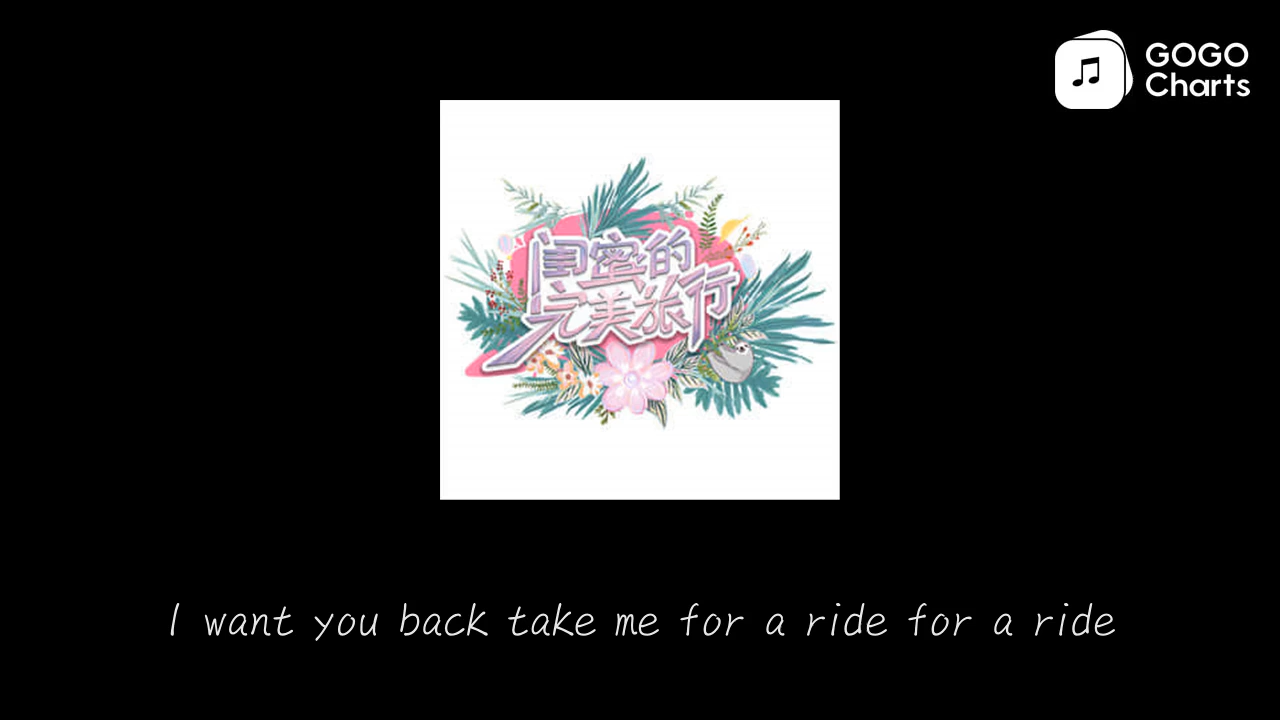 GOGO
Charts
闺蜜的
完美旅行
I want you back take me for a ride for a ride